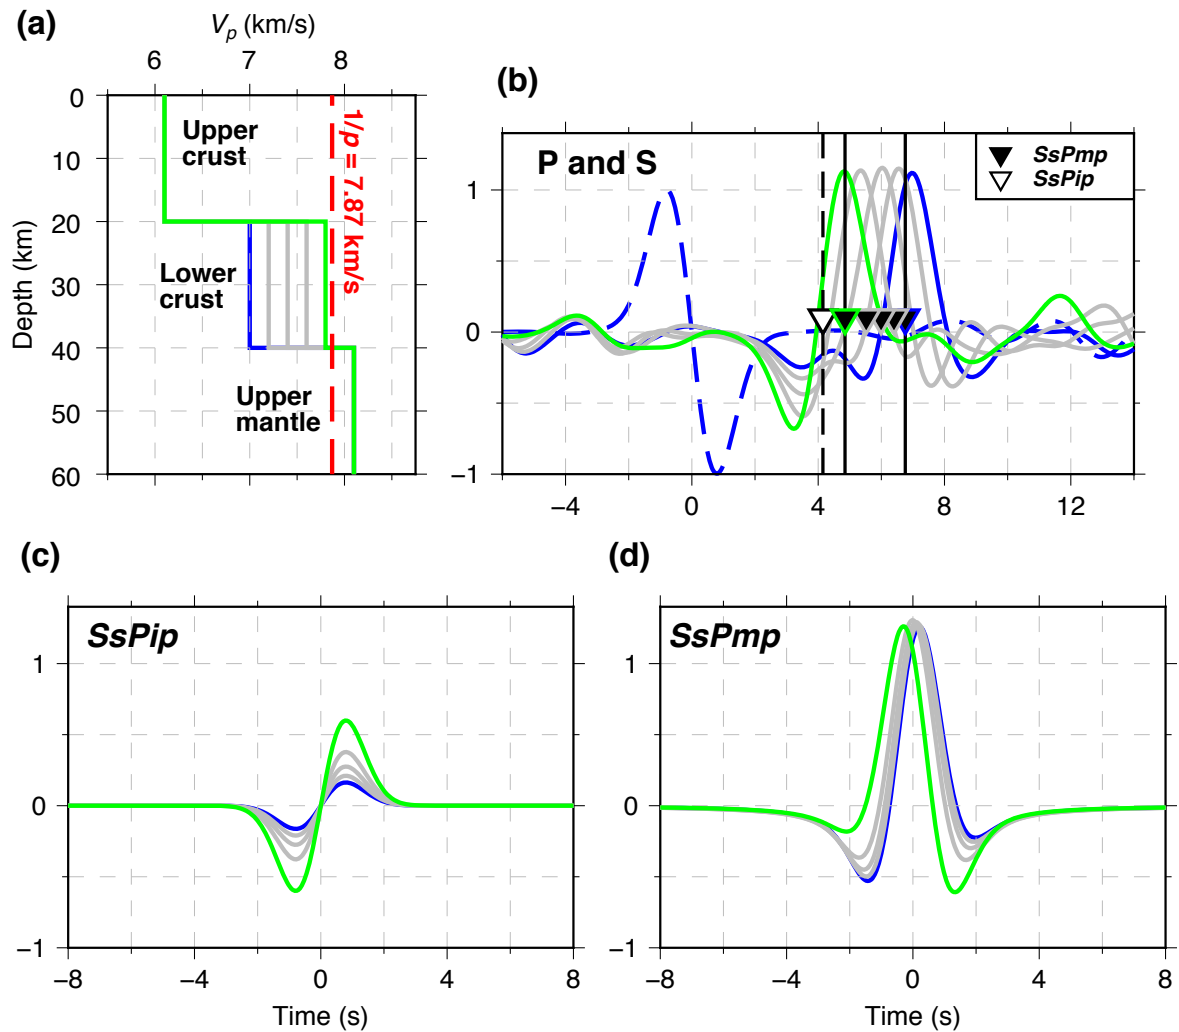 (a)
Vp (km/s)
6 7 8
0
10
20
30
40
50
60
Depth (km)
Upper
crust
Lower
crust
Upper
mantle
1/p = 7.87 km/s
(b)
P and S
SsPmp
SsPip
1
0
−1
−4 0 4 8 12
(c)
SsPip
1
0
−1
−8 −4 0 4 8
Time (s)
(d)
SsPmp
1
0
−1
−8 −4 0 4 8
Time (s)